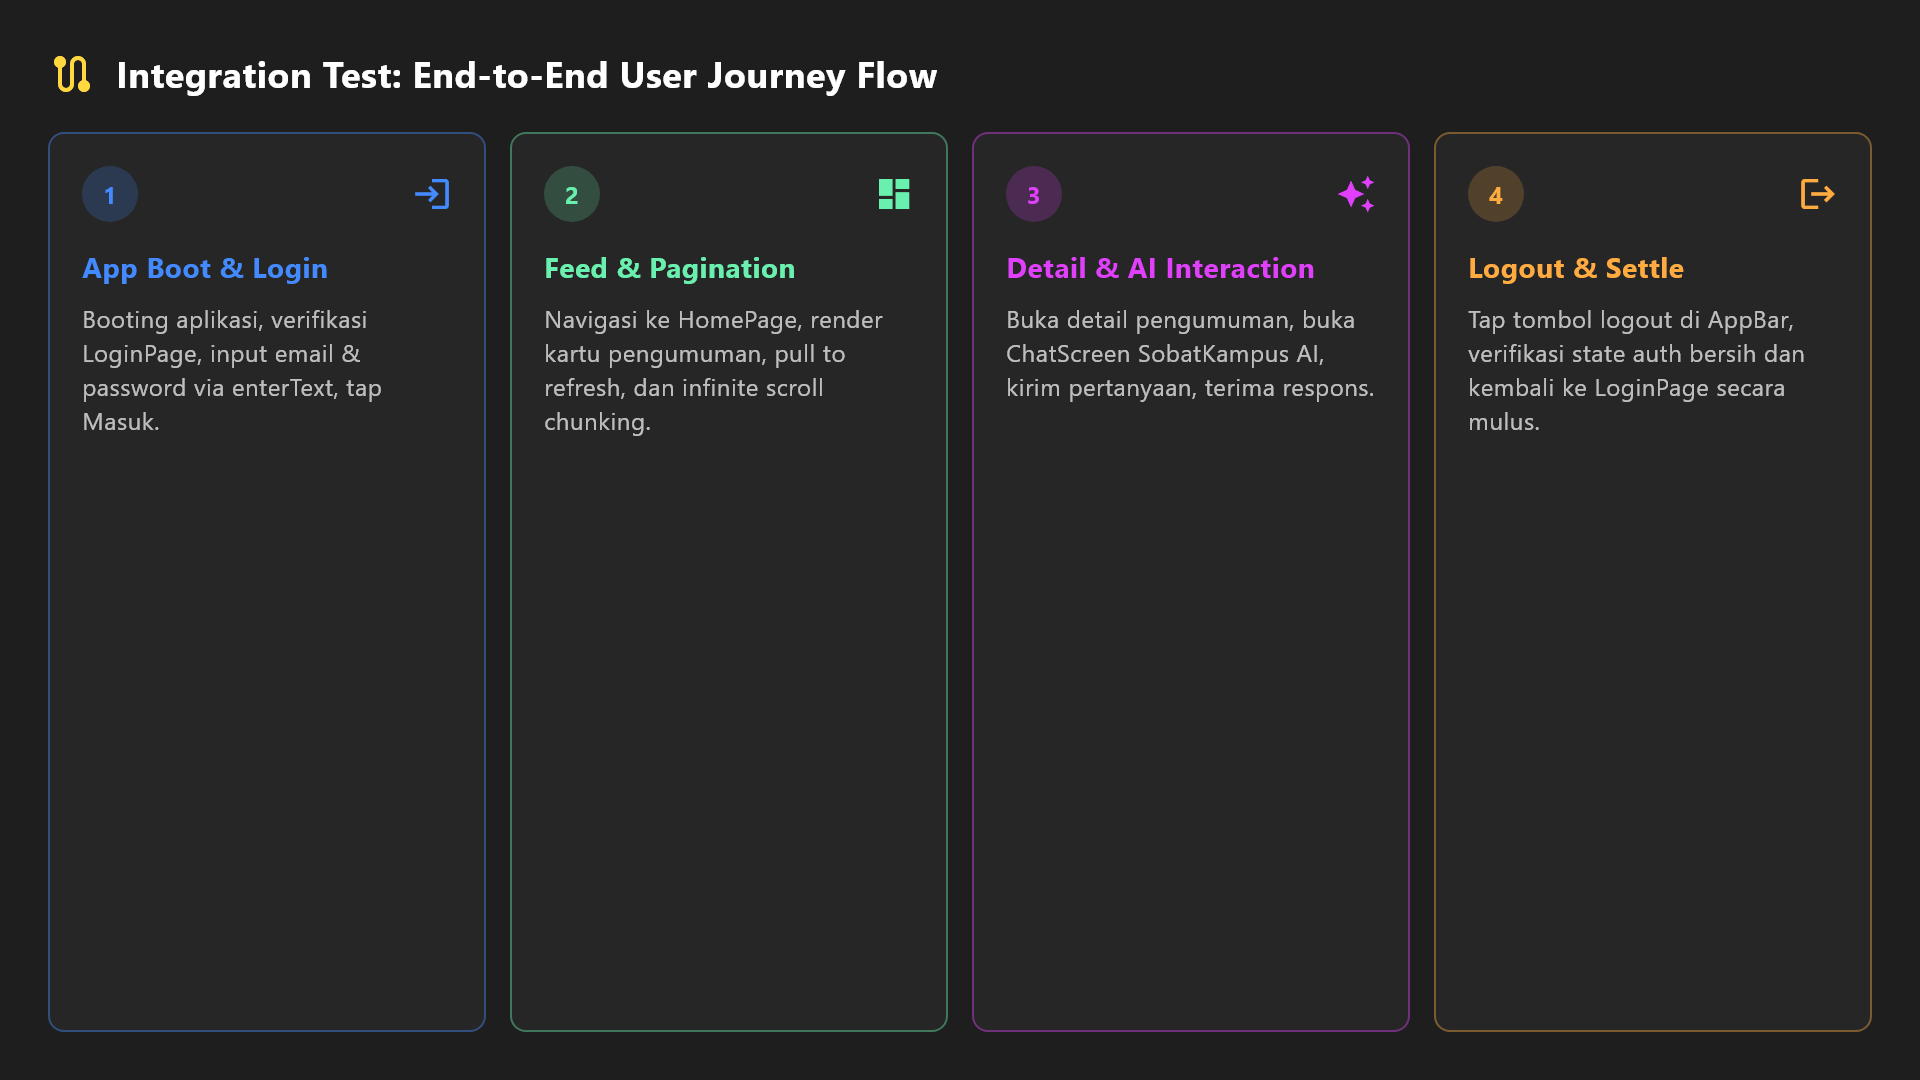 Integration Test: End-to-End User Journey Flow
1
App Boot & Login
Booting aplikasi, verifikasi
LoginPage, input email &
password via enterText, tap
Masuk.
2
Feed & Pagination
Navigasi ke HomePage, render
kartu pengumuman, pull to
refresh, dan infinite scroll
chunking.
3
Detail & AI Interaction
Buka detail pengumuman, buka
ChatScreen SobatKampus AI,
kirim pertanyaan, terima respons.
4
Logout & Settle
Tap tombol logout di AppBar,
verifikasi state auth bersih dan
kembali ke LoginPage secara
mulus.